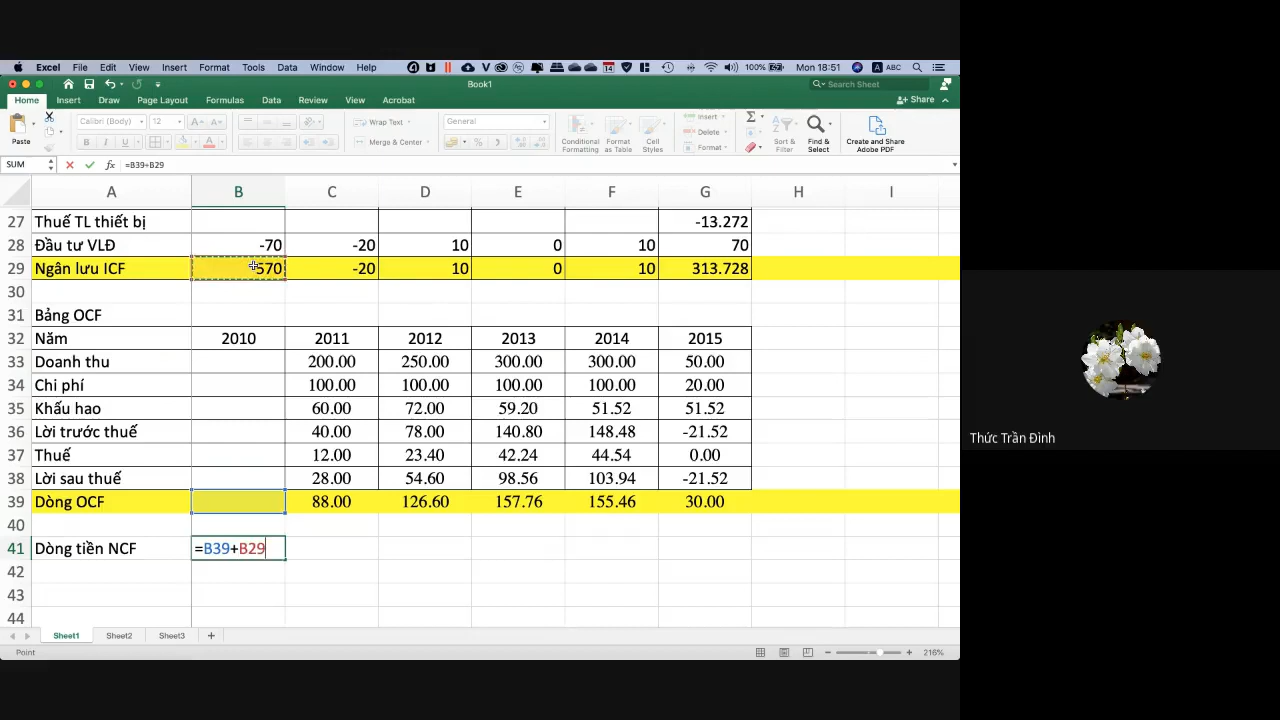 Excel File Edit View Insert Format Tools Data Window Help 100% Mon 18:51 ABC
Book1 Search Sheet
Home Insert Draw Page Layout Formulas Data Review View Acrobat Share
Paste Calibri (Body) 12 Wrap Text Merge & Center General Conditional Formatting Format as Table Cell Styles Insert Delete Format Sort & Filter Find & Select Create and Share Adobe PDF
SUM fx =B39+B29
A B C D E F G H I
27 Thuế TL thiết bị -13.272
28 Đầu tư VLĐ -70 -20 10 0 10 70
29 Ngân lưu ICF -570 -20 10 0 10 313.728
30
31 Bảng OCF
32 Năm 2010 2011 2012 2013 2014 2015
33 Doanh thu 200.00 250.00 300.00 300.00 50.00
34 Chi phí 100.00 100.00 100.00 100.00 20.00
35 Khấu hao 60.00 72.00 59.20 51.52 51.52
36 Lời trước thuế 40.00 78.00 140.80 148.48 -21.52
37 Thuế 12.00 23.40 42.24 44.54 0.00
38 Lời sau thuế 28.00 54.60 98.56 103.94 -21.52
39 Dòng OCF 88.00 126.60 157.76 155.46 30.00
40
41 Dòng tiền NCF =B39+B29
42
43
44
Sheet1 Sheet2 Sheet3 +
Point 216%
Thức Trần Đình